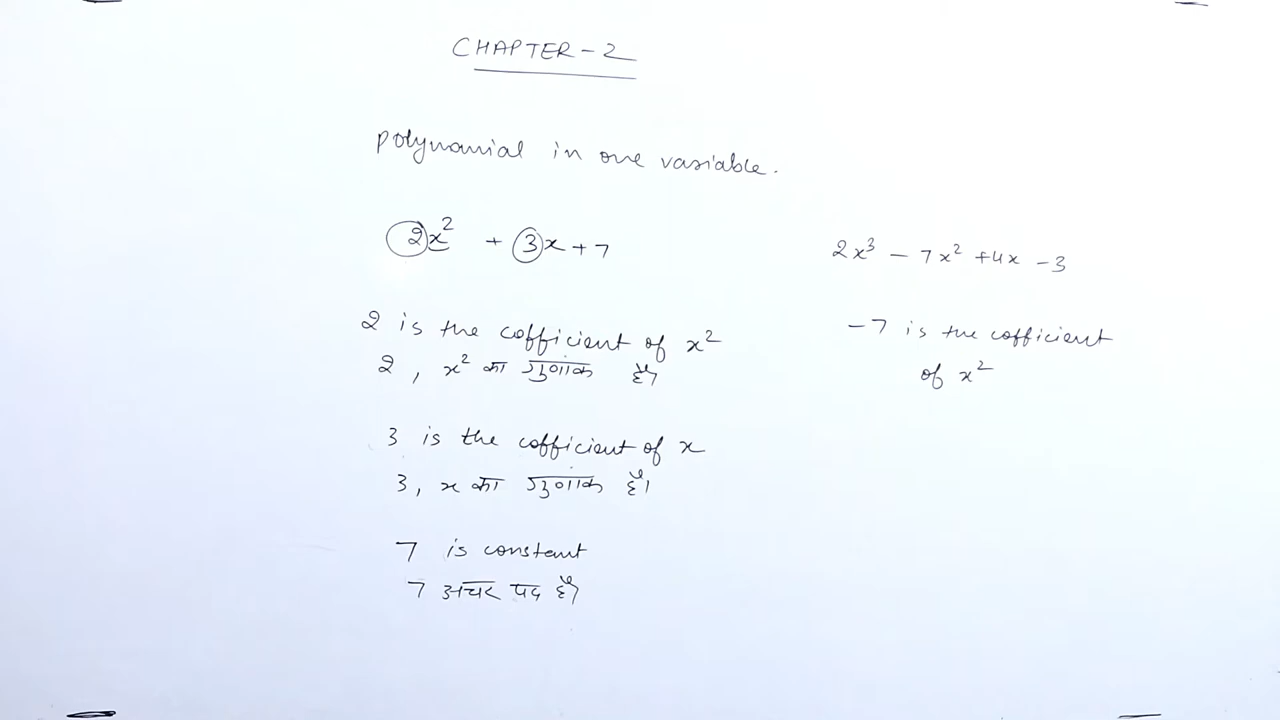 CHAPTER-2
polynamial in one variable.
2x² + 3x+7
2 is the cofficient of x²
2, x² का गुणांक है
3 is the cofficient of x
3, x का गुणांक है।
7 is constant
7 अचर पद है
2x³ - 7x² +4x -3
-7 is the cofficient
of x²